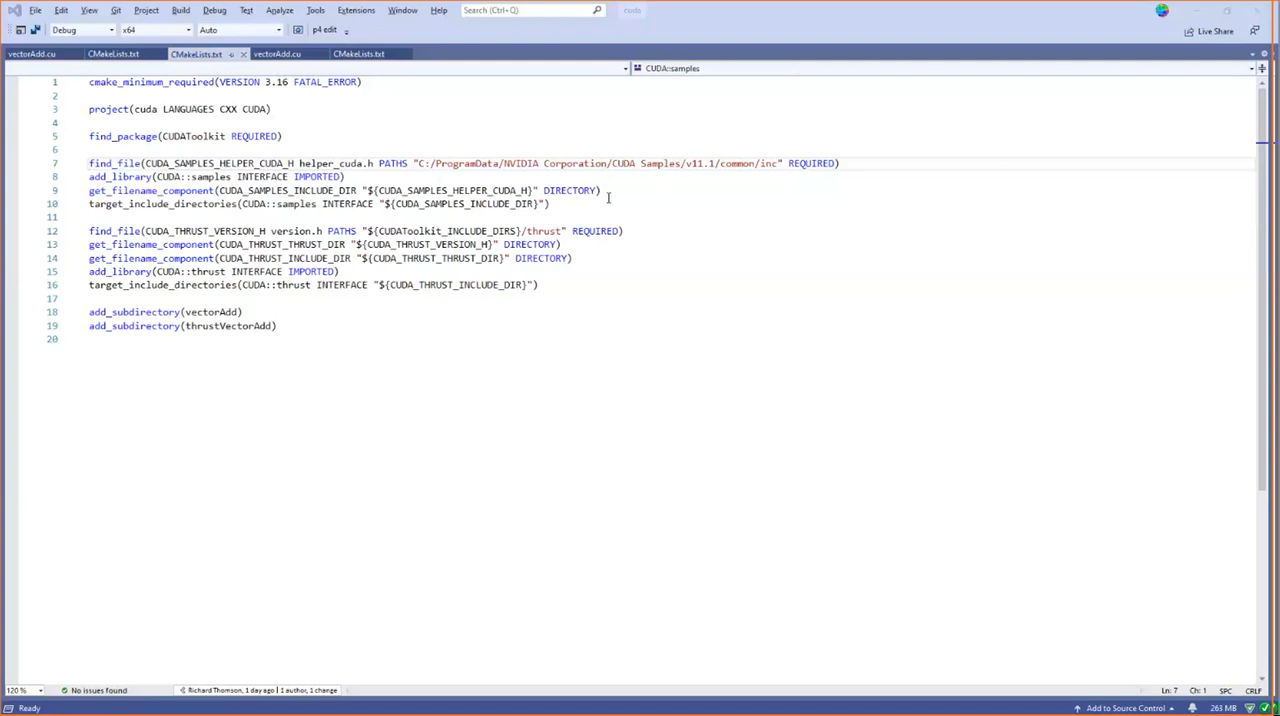 File Edit View Git Project Build Debug Test Analyze Tools Extensions Window Help Search (Ctrl+Q) cuda
Debug x64 Auto p4 edit Live Share
vectorAdd.cu CMakeLists.txt CMakeLists.txt vectorAdd.cu CMakeLists.txt
CUDA::samples
1 cmake_minimum_required(VERSION 3.16 FATAL_ERROR)
2
3 project(cuda LANGUAGES CXX CUDA)
4
5 find_package(CUDAToolkit REQUIRED)
6
7 find_file(CUDA_SAMPLES_HELPER_CUDA_H helper_cuda.h PATHS "C:/ProgramData/NVIDIA Corporation/CUDA Samples/v11.1/common/inc" REQUIRED)
8 add_library(CUDA::samples INTERFACE IMPORTED)
9 get_filename_component(CUDA_SAMPLES_INCLUDE_DIR "${CUDA_SAMPLES_HELPER_CUDA_H}" DIRECTORY)
10 target_include_directories(CUDA::samples INTERFACE "${CUDA_SAMPLES_INCLUDE_DIR}")
11
12 find_file(CUDA_THRUST_VERSION_H version.h PATHS "${CUDAToolkit_INCLUDE_DIRS}/thrust" REQUIRED)
13 get_filename_component(CUDA_THRUST_THRUST_DIR "${CUDA_THRUST_VERSION_H}" DIRECTORY)
14 get_filename_component(CUDA_THRUST_INCLUDE_DIR "${CUDA_THRUST_THRUST_DIR}" DIRECTORY)
15 add_library(CUDA::thrust INTERFACE IMPORTED)
16 target_include_directories(CUDA::thrust INTERFACE "${CUDA_THRUST_INCLUDE_DIR}")
17
18 add_subdirectory(vectorAdd)
19 add_subdirectory(thrustVectorAdd)
20
120 % No issues found Richard Thomson, 1 day ago | 1 author, 1 change Ln: 7 Ch: 1 SPC CRLF
Ready Add to Source Control 263 MB